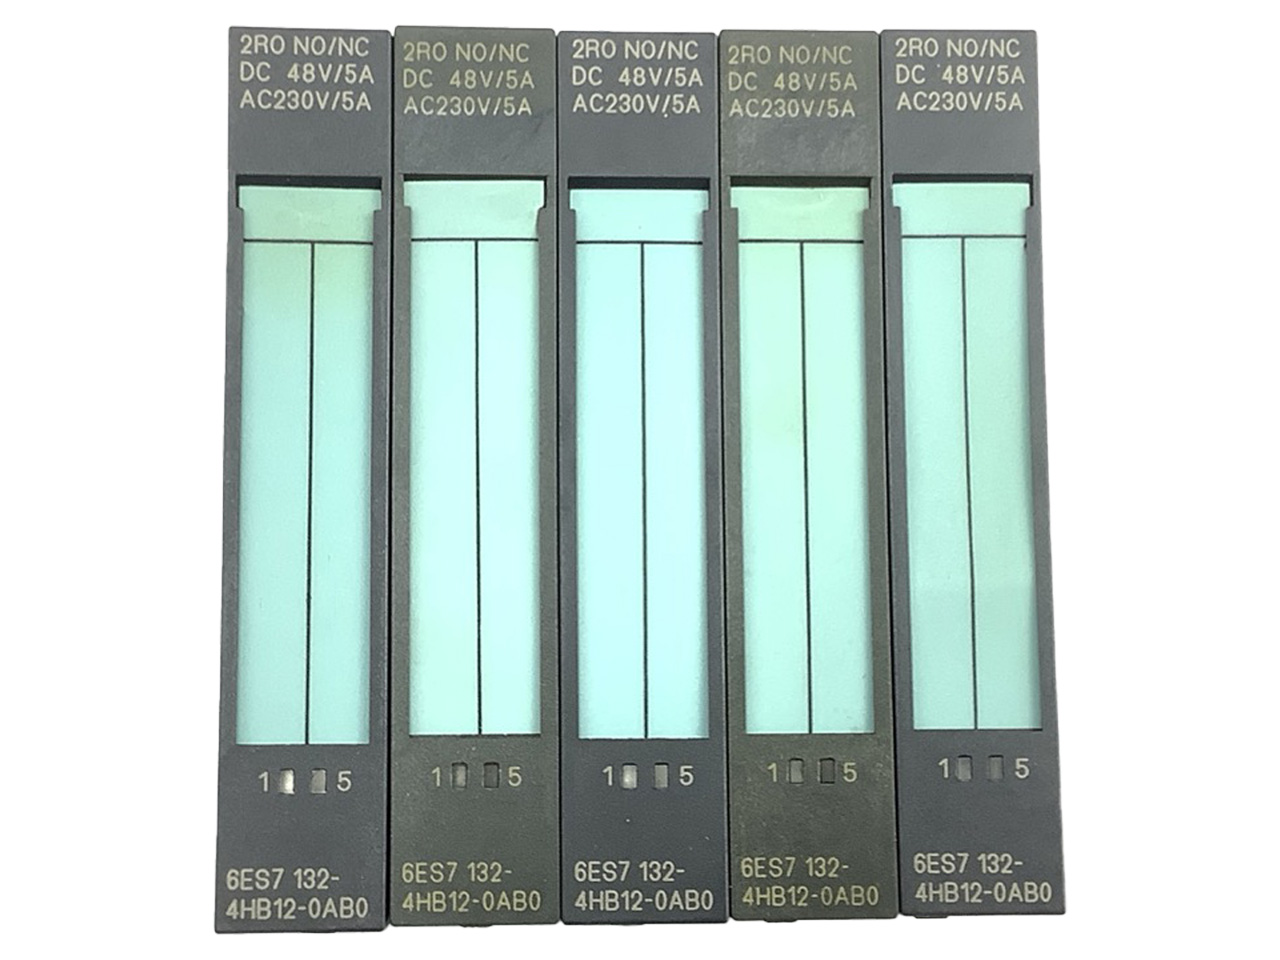 2RO NO/NC
DC 48V/5A
AC230V/5A
1 5
6ES7 132-
4HB12-0AB0
2RO NO/NC
DC 48V/5A
AC230V/5A
1 5
6ES7 132-
4HB12-0AB0
2RO NO/NC
DC 48V/5A
AC230V/5A
1 5
6ES7 132-
4HB12-0AB0
2RO NO/NC
DC 48V/5A
AC230V/5A
1 5
6ES7 132-
4HB12-0AB0
2RO NO/NC
DC 48V/5A
AC230V/5A
1 5
6ES7 132-
4HB12-0AB0